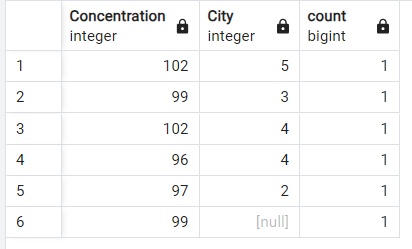 Concentration City count
integer integer bigint
1 102 5 1
2 99 3 1
3 102 4 1
4 96 4 1
5 97 2 1
6 99 [null] 1